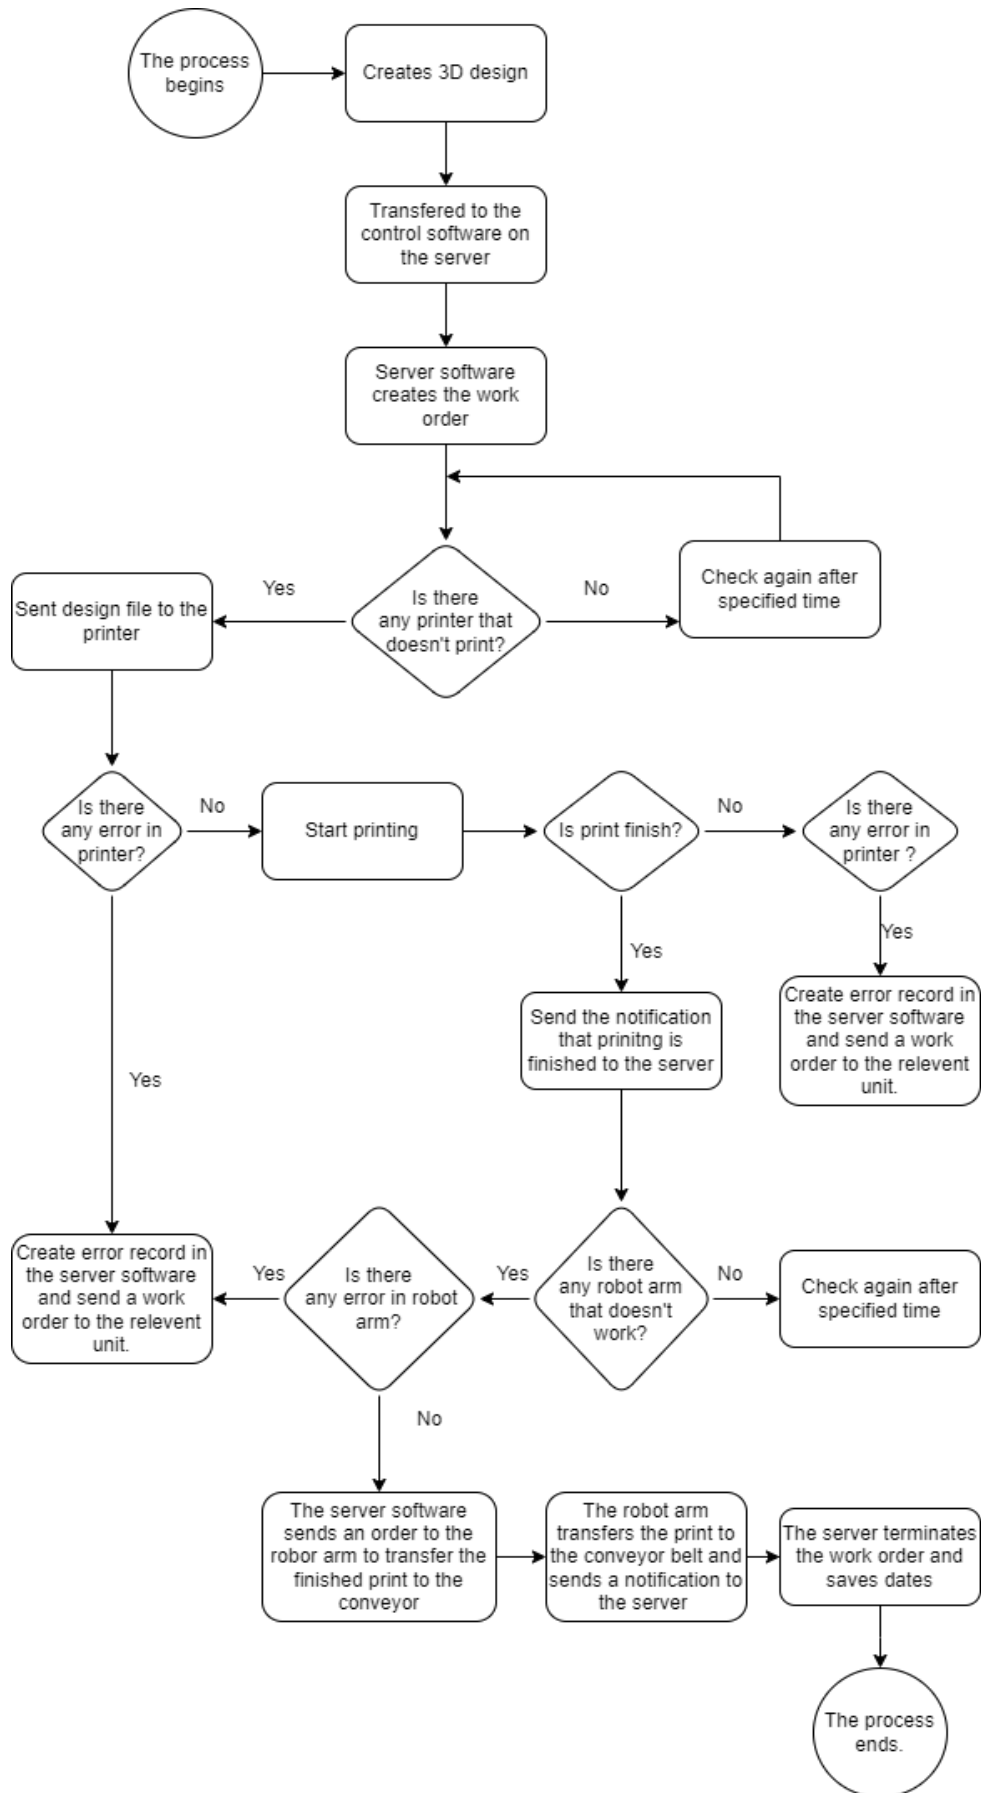 The process
begins
Creates 3D design
Transfered to the
control software on
the server
Server software
creates the work
order
Is there
any printer that
doesn't print?
Yes
No
Check again after
specified time
Sent design file to the
printer
Is there
any error in
printer?
No
Start printing
Is print finish?
No
Is there
any error in
printer ?
Yes
Yes
Yes
Create error record in
the server software
and send a work
order to the relevent
unit.
Send the notification
that prinitng is
finished to the server
Create error record in
the server software
and send a work
order to the relevent
unit.
Yes
Is there
any error in robot
arm?
Yes
Is there
any robot arm
that doesn't
work?
No
Check again after
specified time
No
The server software
sends an order to the
robor arm to transfer the
finished print to the
conveyor
The robot arm
transfers the print to
the conveyor belt and
sends a notification to
the server
The server terminates
the work order and
saves dates
The process
ends.